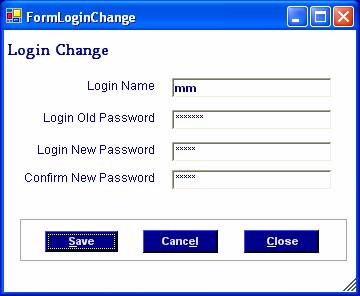 FormLoginChange
Login Change
Login Name mm
Login Old Password *******
Login New Password *****
Confirm New Password *****
Save Cancel Close